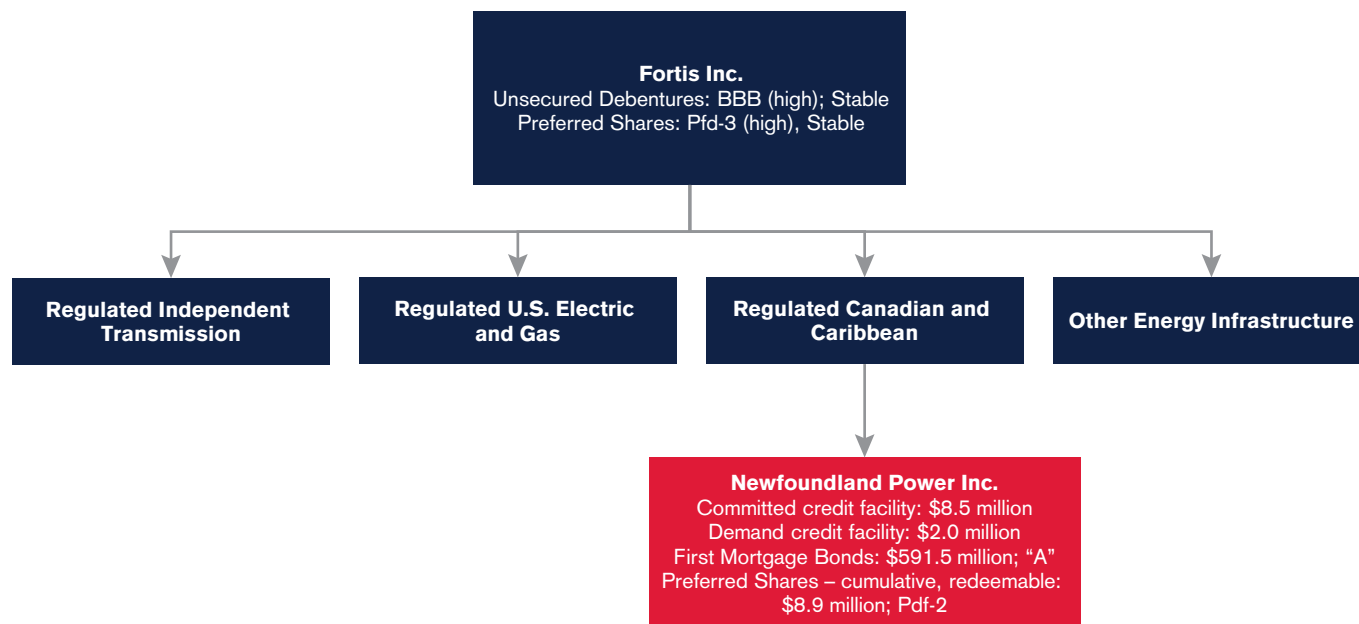 Fortis Inc.
Unsecured Debentures: BBB (high); Stable
Preferred Shares: Pfd-3 (high), Stable
Regulated Independent
Transmission
Regulated U.S. Electric
and Gas
Regulated Canadian and
Caribbean
Other Energy Infrastructure
Newfoundland Power Inc.
Committed credit facility: $8.5 million
Demand credit facility: $2.0 million
First Mortgage Bonds: $591.5 million; “A”
Preferred Shares – cumulative, redeemable:
$8.9 million; Pdf-2